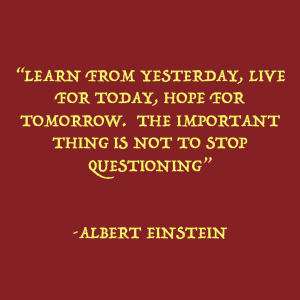 “LEARN FROM YESTERDAY, LIVE
FOR TODAY, HOPE FOR
TOMORROW. THE IMPORTANT
THING IS NOT TO STOP
QUESTIONING”
-ALBERT EINSTEIN